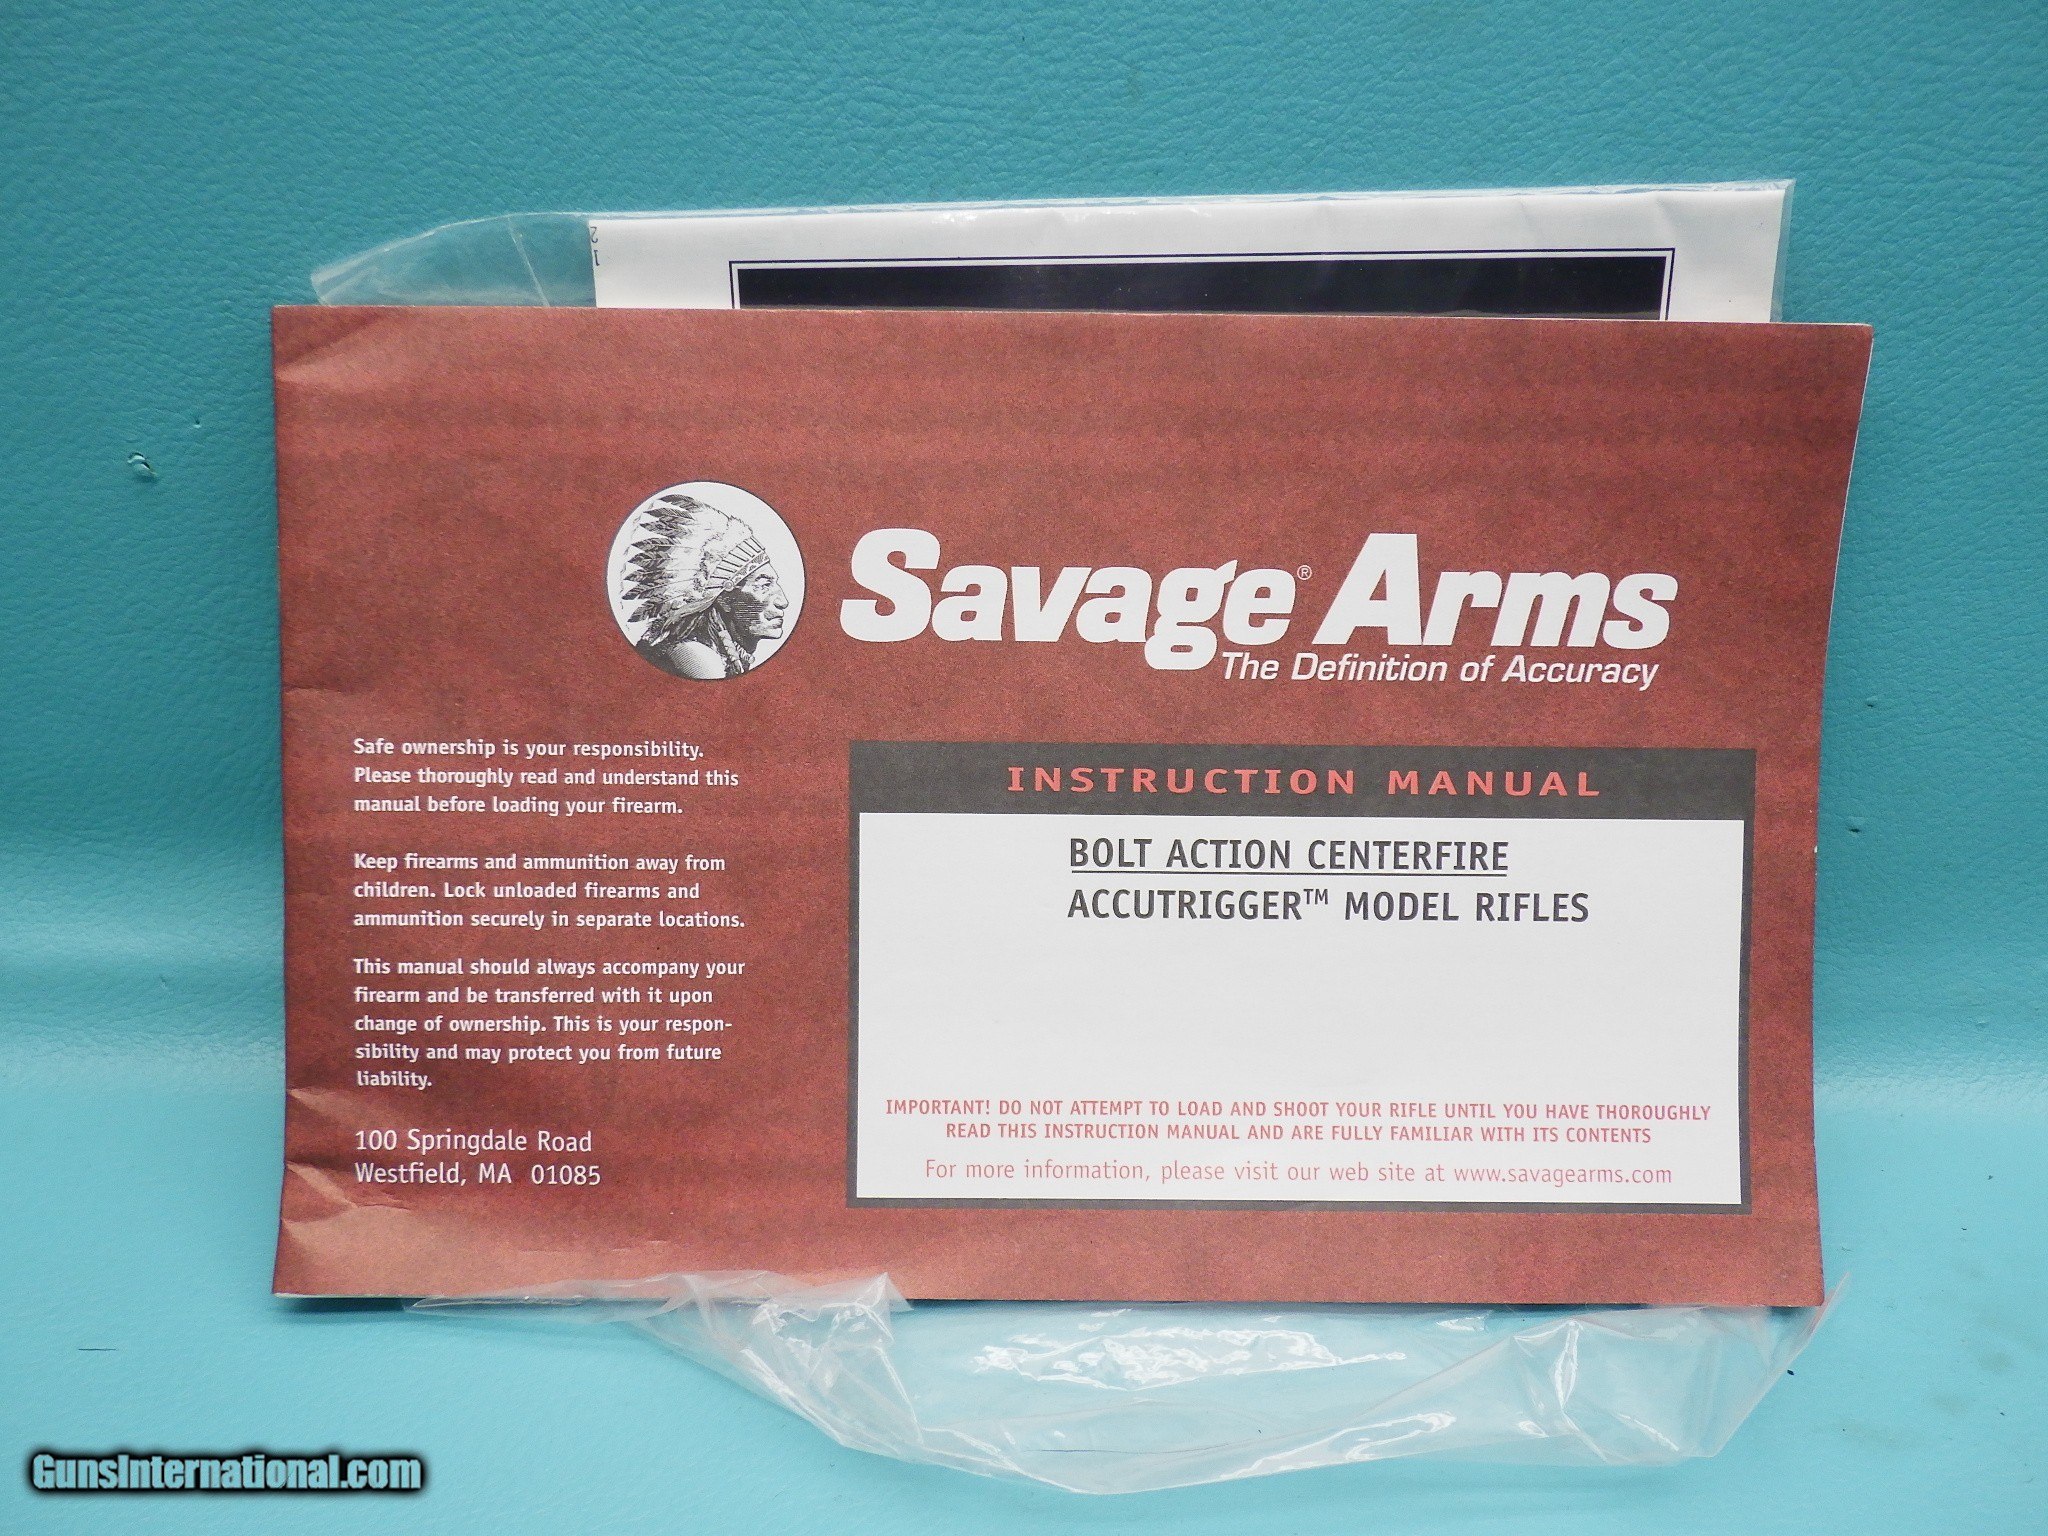 12
Savage® Arms
The Definition of Accuracy
Safe ownership is your responsibility.
Please thoroughly read and understand this
manual before loading your firearm.
Keep firearms and ammunition away from
children. Lock unloaded firearms and
ammunition securely in separate locations.
This manual should always accompany your
firearm and be transferred with it upon
change of ownership. This is your respon-
sibility and may protect you from future
liability.
100 Springdale Road
Westfield, MA 01085
INSTRUCTION MANUAL
BOLT ACTION CENTERFIRE
ACCUTRIGGER™ MODEL RIFLES
IMPORTANT! DO NOT ATTEMPT TO LOAD AND SHOOT YOUR RIFLE UNTIL YOU HAVE THOROUGHLY
READ THIS INSTRUCTION MANUAL AND ARE FULLY FAMILIAR WITH ITS CONTENTS
For more information, please visit our web site at www.savagearms.com
GunsInternational.com